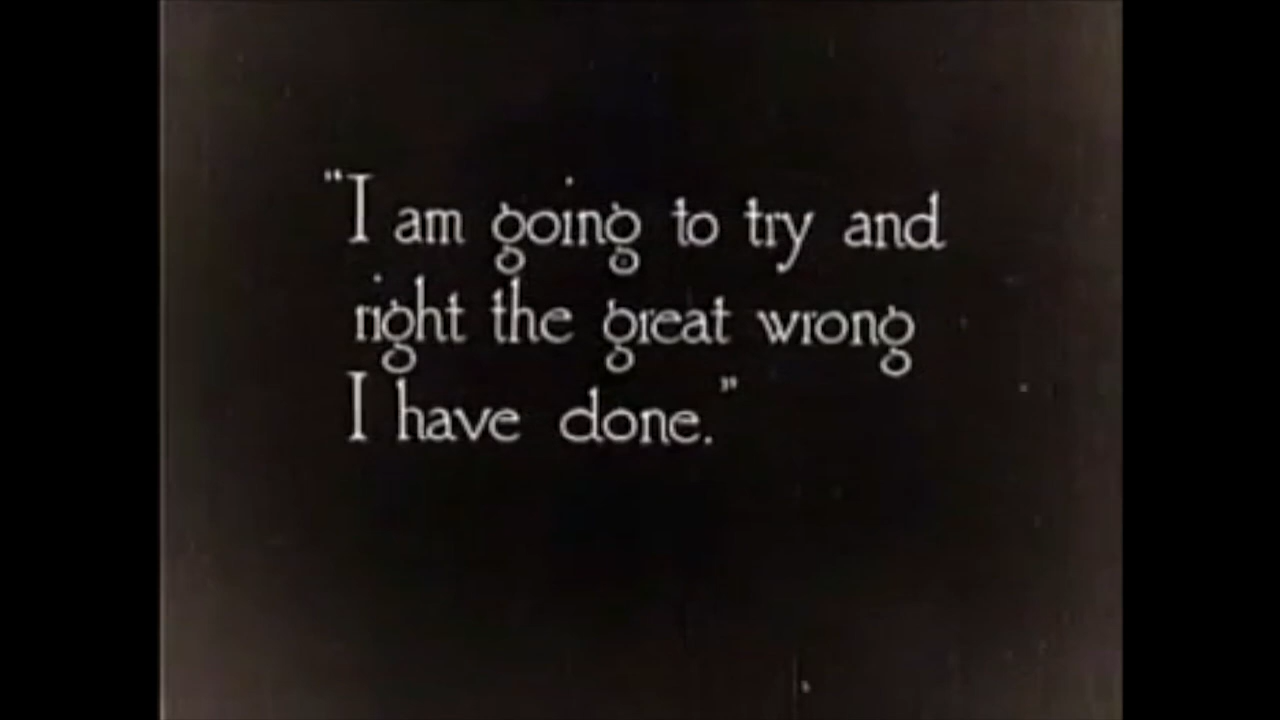 "I am going to try and
right the great wrong
I have done."